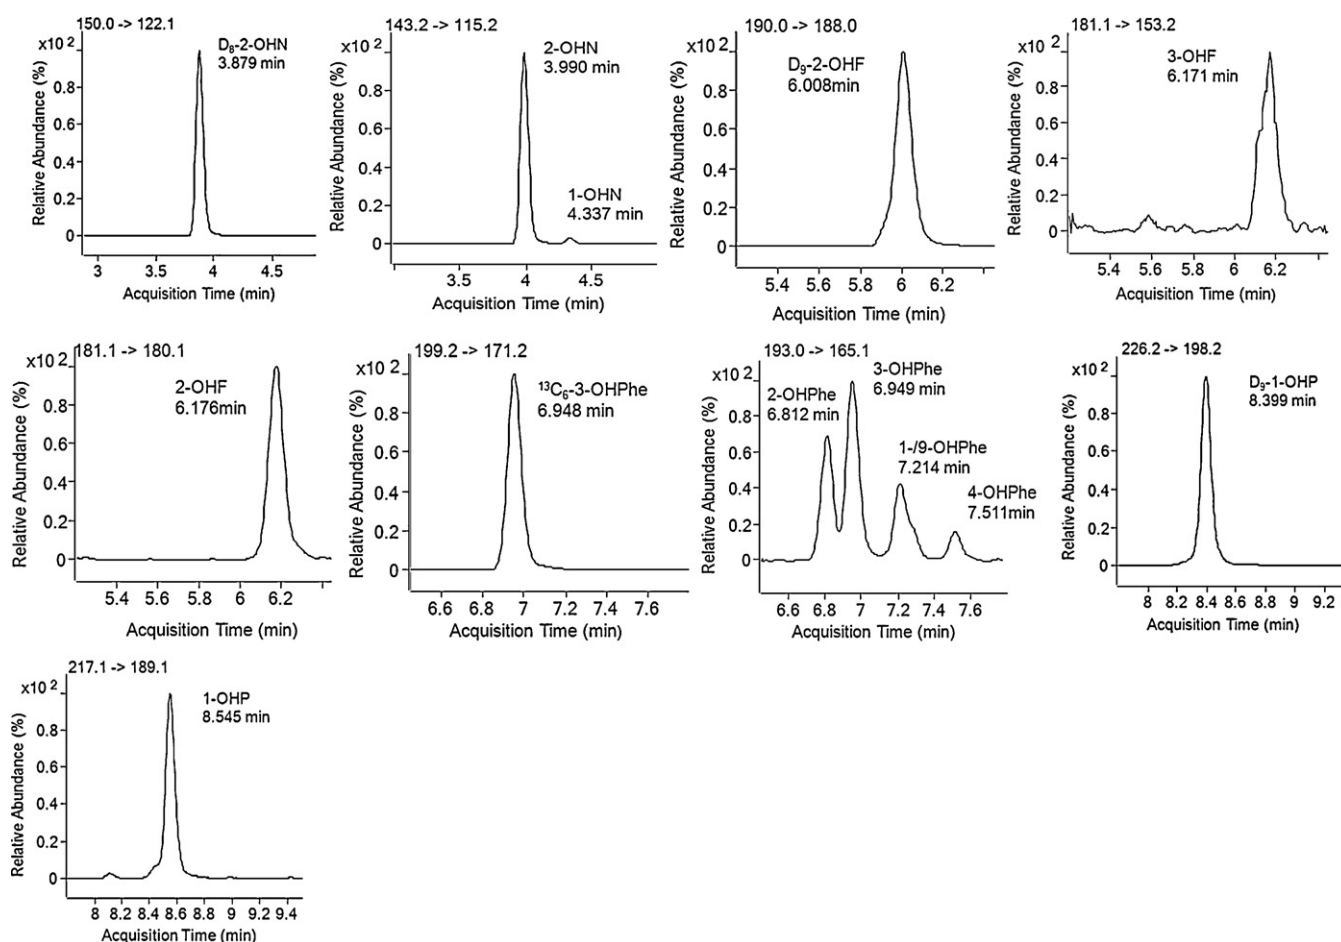 150.0 -> 122.1
x10 ²
D₈-2-OHN
3.879 min
Relative Abundance (%)
1
0.8
0.6
0.4
0.2
0
3 3.5 4 4.5
Acquisition Time (min)
143.2 -> 115.2
x10 ²
2-OHN
3.990 min
1-OHN
4.337 min
Relative Abundance (%)
1
0.8
0.6
0.4
0.2
0
3.5 4 4.5
Acquisition Time (min)
190.0 -> 188.0
x10 ²
D₉-2-OHF
6.008min
Relative Abundance (%)
1
0.8
0.6
0.4
0.2
0
5.4 5.6 5.8 6 6.2
Acquisition Time (min)
181.1 -> 153.2
x10 ²
3-OHF
6.171 min
Relative Abundance (%)
1
0.8
0.6
0.4
0.2
0
5.4 5.6 5.8 6 6.2
Acquisition Time (min)
181.1 -> 180.1
x10 ²
2-OHF
6.176min
Relative Abundance (%)
1
0.8
0.6
0.4
0.2
0
5.4 5.6 5.8 6 6.2
Acquisition Time (min)
199.2 -> 171.2
x10 ²
¹³C₆-3-OHPhe
6.948 min
Relative Abundance (%)
1
0.8
0.6
0.4
0.2
0
6.6 6.8 7 7.2 7.4 7.6
Acquisition Time (min)
193.0 -> 165.1
x10 ²
3-OHPhe
6.949 min
2-OHPhe
6.812 min
1-/9-OHPhe
7.214 min
4-OHPhe
7.511min
Relative Abundance (%)
1
0.8
0.6
0.4
0.2
0
6.6 6.8 7 7.2 7.4 7.6
Acquisition Time (min)
226.2 -> 198.2
x10 ²
D₉-1-OHP
8.399 min
Relative Abundance (%)
1
0.8
0.6
0.4
0.2
0
8 8.2 8.4 8.6 8.8 9 9.2
Acquisition Time (min)
217.1 -> 189.1
x10 ²
1-OHP
8.545 min
Relative Abundance (%)
1
0.8
0.6
0.4
0.2
0
8 8.2 8.4 8.6 8.8 9 9.2 9.4
Acquisition Time (min)